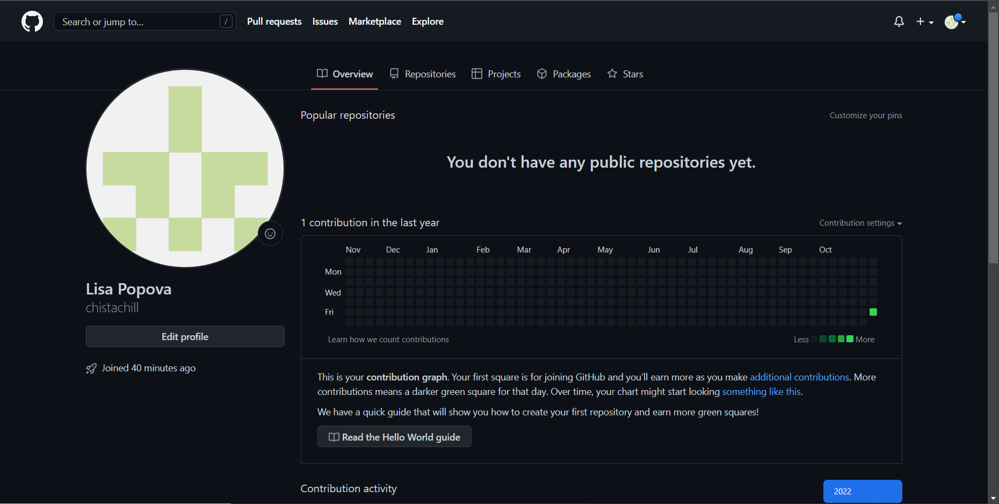 Search or jump to... /
Pull requests
Issues
Marketplace
Explore
Overview
Repositories
Projects
Packages
Stars
Popular repositories
Customize your pins
You don't have any public repositories yet.
1 contribution in the last year
Contribution settings
Nov Dec Jan Feb Mar Apr May Jun Jul Aug Sep Oct
Mon
Wed
Fri
Learn how we count contributions
Less More
This is your contribution graph. Your first square is for joining GitHub and you’ll earn more as you make additional contributions. More
contributions means a darker green square for that day. Over time, your chart might start looking something like this.
We have a quick guide that will show you how to create your first repository and earn more green squares!
Read the Hello World guide
Contribution activity
2022
Lisa Popova
chistachill
Edit profile
Joined 40 minutes ago